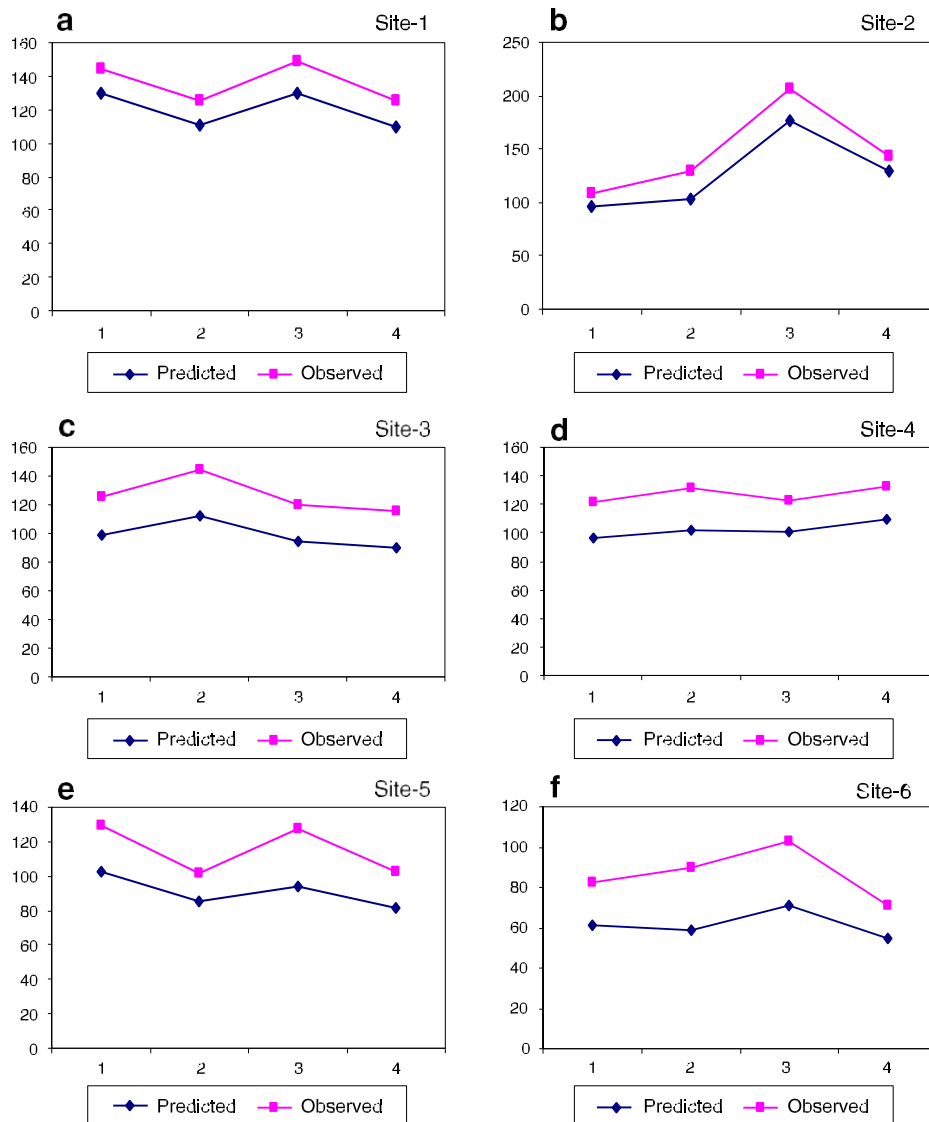 a Site-1
160
140
120
100
80
60
40
20
0
1 2 3 4
Predicted Observed
b Site-2
250
200
150
100
50
0
1 2 3 4
Predicted Observed
c Site-3
160
140
120
100
80
60
40
20
0
1 2 3 4
Predicted Observed
d Site-4
160
140
120
100
80
60
40
20
0
1 2 3 4
Predicted Observed
e Site-5
140
120
100
80
60
40
20
0
1 2 3 4
Predicted Observed
f Site-6
120
100
80
60
40
20
0
1 2 3 4
Predicted Observed